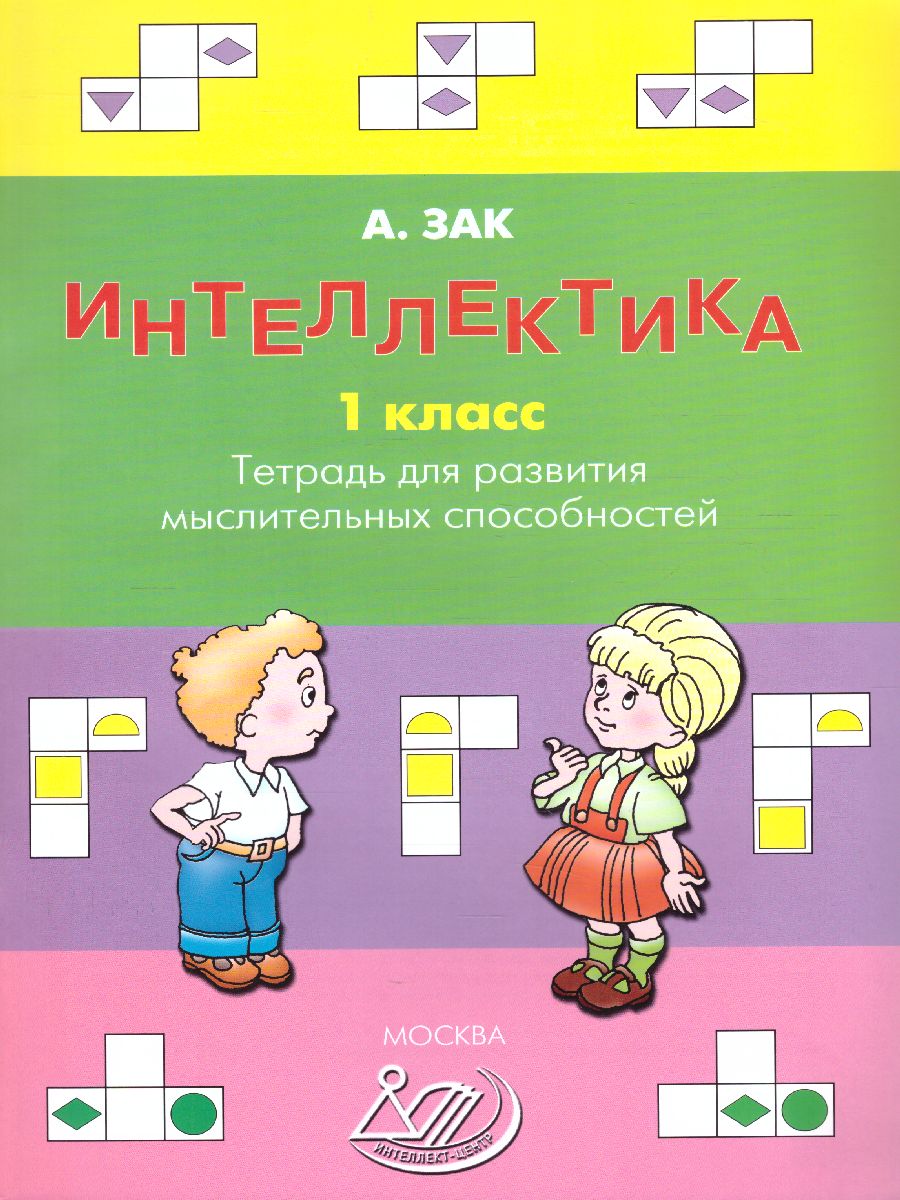 А. ЗАК
ИНТЕЛЛЕКТИКА
1 класс
Тетрадь для развития
мыслительных способностей
МОСКВА
ИНТЕЛЛЕКТ-ЦЕНТР